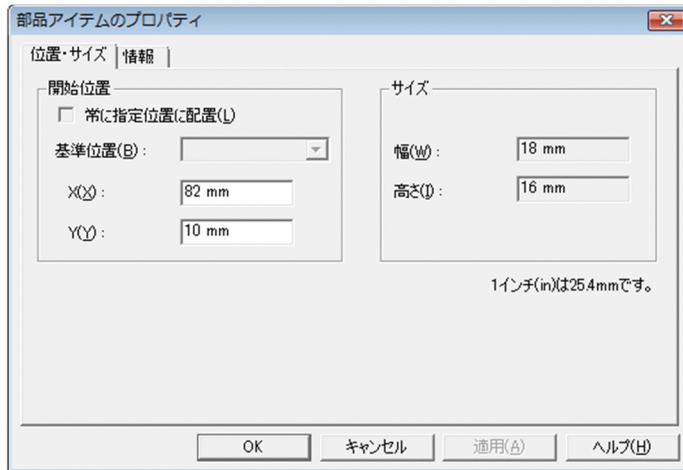 部品アイテムのプロパティ
位置・サイズ 情報
開始位置
常に指定位置に配置(L)
基準位置(B)：
X(X)： 82 mm
Y(Y)： 10 mm
サイズ
幅(W)： 18 mm
高さ(I)： 16 mm
1インチ(in)は25.4mmです。
OK キャンセル 適用(A) ヘルプ(H)